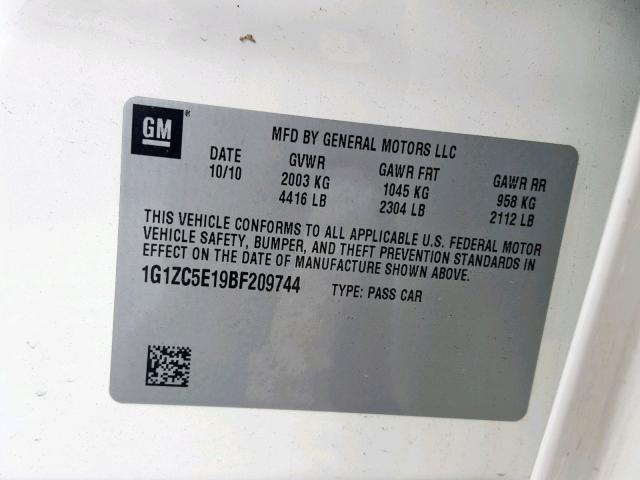 GM®
MFD BY GENERAL MOTORS LLC
DATE GVWR GAWR FRT GAWR RR
10/10 2003 KG 1045 KG 958 KG
4416 LB 2304 LB 2112 LB
THIS VEHICLE CONFORMS TO ALL APPLICABLE U.S. FEDERAL MOTOR
VEHICLE SAFETY, BUMPER, AND THEFT PREVENTION STANDARDS IN
EFFECT ON THE DATE OF MANUFACTURE SHOWN ABOVE.
1G1ZC5E19BF209744 TYPE: PASS CAR